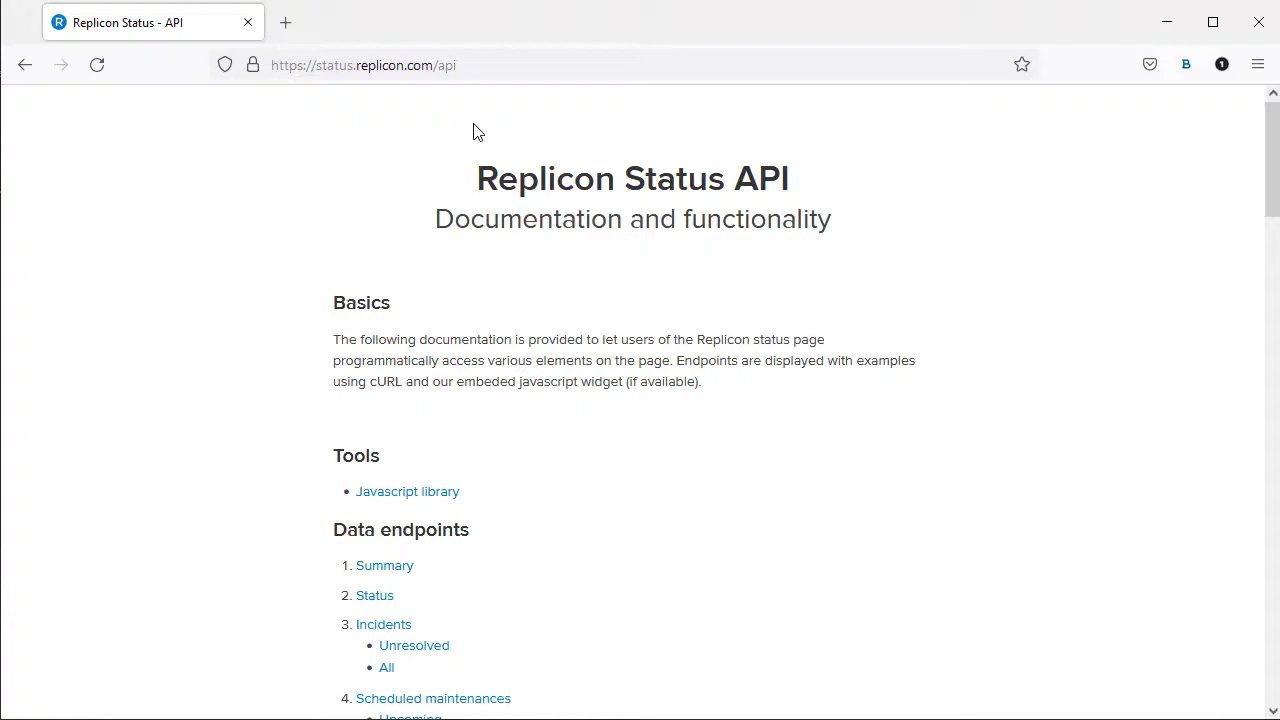 Replicon Status - API
https://status.replicon.com/api
Replicon Status API
Documentation and functionality
Basics
The following documentation is provided to let users of the Replicon status page
programmatically access various elements on the page. Endpoints are displayed with examples
using cURL and our embeded javascript widget (if available).
Tools
• Javascript library
Data endpoints
1. Summary
2. Status
3. Incidents
• Unresolved
• All
4. Scheduled maintenances
• Upcoming